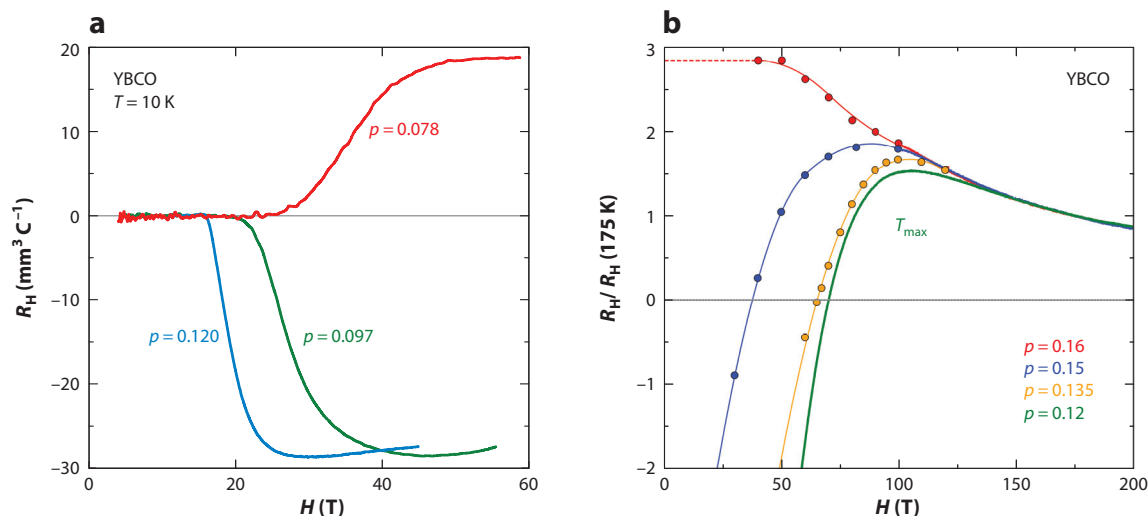 a
YBCO
T = 10 K
p = 0.078
p = 0.120
p = 0.097
20
10
0
−10
−20
−30
R_H (mm³ C⁻¹)
0
20
40
60
H (T)
b
YBCO
T_max
p = 0.16
p = 0.15
p = 0.135
p = 0.12
3
2
1
0
−1
−2
R_H/ R_H (175 K)
0
50
100
150
200
H (T)